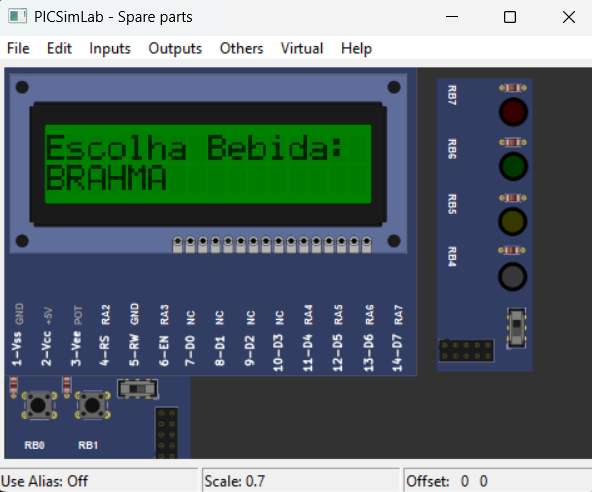 PICSimLab - Spare parts
File Edit Inputs Outputs Others Virtual Help
Escolha Bebida:
BRAHMA
RB7
RB6
RB5
RB4
1-Vss GND
2-Vcc +5V
3-Vee POT
4-RS RA2
5-RW GND
6-EN RA3
7-D0 NC
8-D1 NC
9-D2 NC
10-D3 NC
11-D4 RA4
12-D5 RA5
13-D6 RA6
14-D7 RA7
RB0 RB1
Use Alias: Off Scale: 0.7 Offset: 0 0